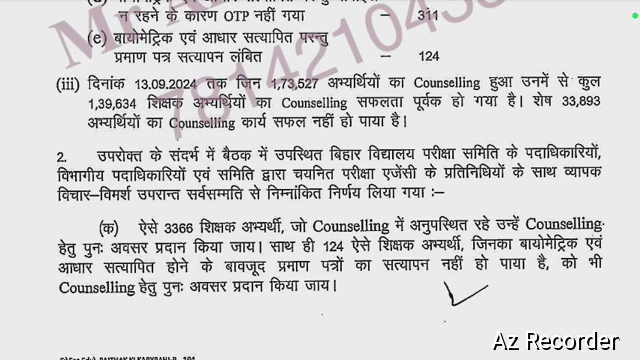 न रहने के कारण OTP नहीं गया – 311
(e) बायोमेट्रिक एवं आधार सत्यापित परन्तु
प्रमाण पत्र सत्यापन लंबित – 124
(iii) दिनांक 13.09.2024 तक जिन 1,73,527 अभ्यर्थियों का Counselling हुआ उनमें से कुल
1,39,634 शिक्षक अभ्यर्थियों का Counselling सफलता पूर्वक हो गया है। शेष 33,893
अभ्यर्थियों का Counselling कार्य सफल नहीं हो पाया है।
2. उपरोक्त के संदर्भ में बैठक में उपस्थित बिहार विद्यालय परीक्षा समिति के पदाधिकारियों,
विभागीय पदाधिकारियों एवं समिति द्वारा चयनित परीक्षा एजेंसी के प्रतिनिधियों के साथ व्यापक
विचार–विमर्श उपरान्त सर्वसम्मति से निम्नांकित निर्णय लिया गया :–
(क) ऐसे 3366 शिक्षक अभ्यर्थी, जो Counselling में अनुपस्थित रहे उन्हें Counselling
हेतु पुनः अवसर प्रदान किया जाय। साथ ही 124 ऐसे शिक्षक अभ्यर्थी, जिनका बायोमेट्रिक एवं
आधार सत्यापित होने के बावजूद प्रमाण पत्रों का सत्यापन नहीं हो पाया है, को भी
Counselling हेतु पुनः अवसर प्रदान किया जाय।
Az Recorder